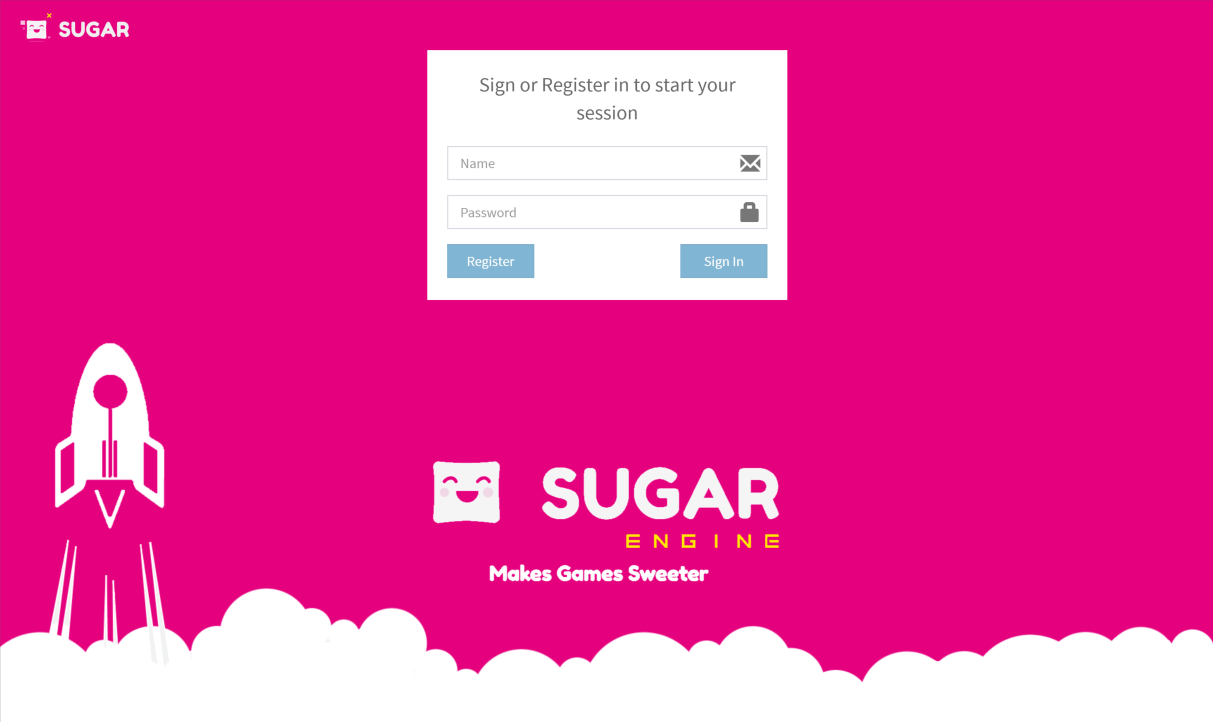 SUGAR
Sign or Register in to start your
session
Name
Password
Register
Sign In
SUGAR
ENGINE
Makes Games Sweeter